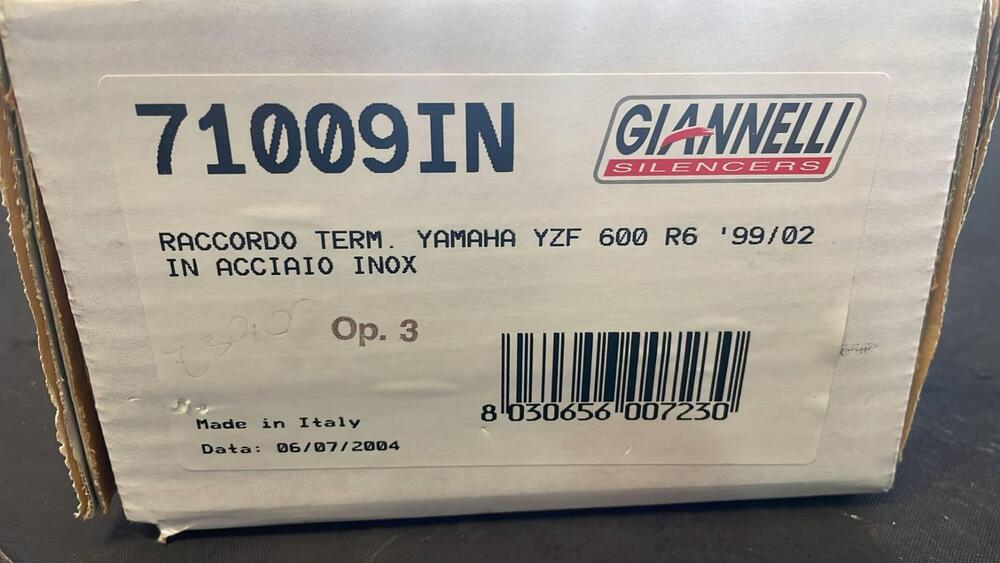 71009IN
GIANNELLI
SILENCERS
RACCORDO TERM. YAMAHA YZF 600 R6 '99/02
IN ACCIAIO INOX
Op. 3
8 030656 007230
Made in Italy
Data: 06/07/2004